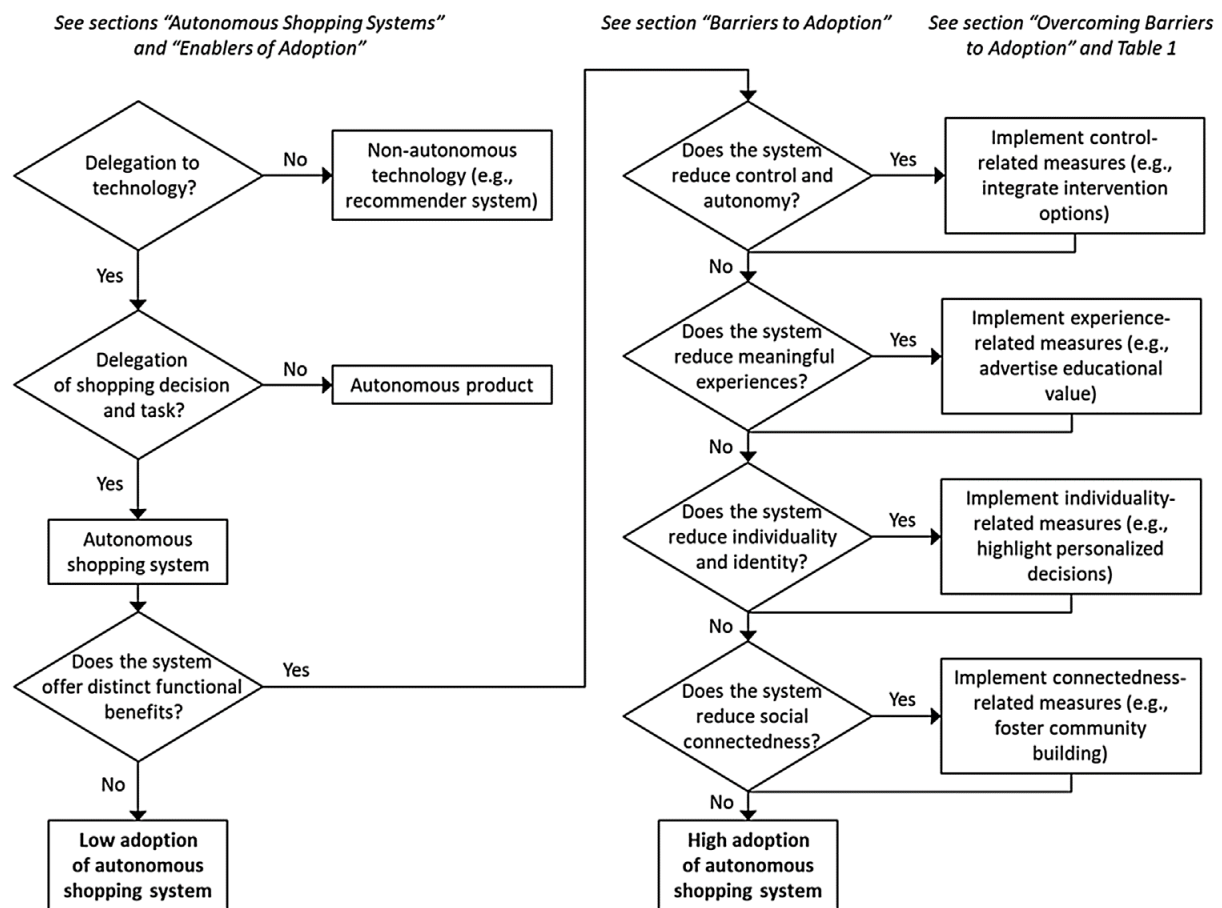 See sections “Autonomous Shopping Systems”
and “Enablers of Adoption”
See section “Barriers to Adoption”
See section “Overcoming Barriers
to Adoption” and Table 1
Delegation to
technology?
No
Non-autonomous
technology (e.g.,
recommender system)
Yes
Delegation
of shopping decision
and task?
No
Autonomous product
Yes
Autonomous
shopping system
Does the system
offer distinct functional
benefits?
Yes
No
Low adoption
of autonomous
shopping system
Does the system
reduce control and
autonomy?
Yes
Implement control-
related measures (e.g.,
integrate intervention
options)
No
Does the system
reduce meaningful
experiences?
Yes
Implement experience-
related measures (e.g.,
advertise educational
value)
No
Does the system
reduce individuality
and identity?
Yes
Implement individuality-
related measures (e.g.,
highlight personalized
decisions)
No
Does the system
reduce social
connectedness?
Yes
Implement connectedness-
related measures (e.g.,
foster community
building)
No
High adoption
of autonomous
shopping system